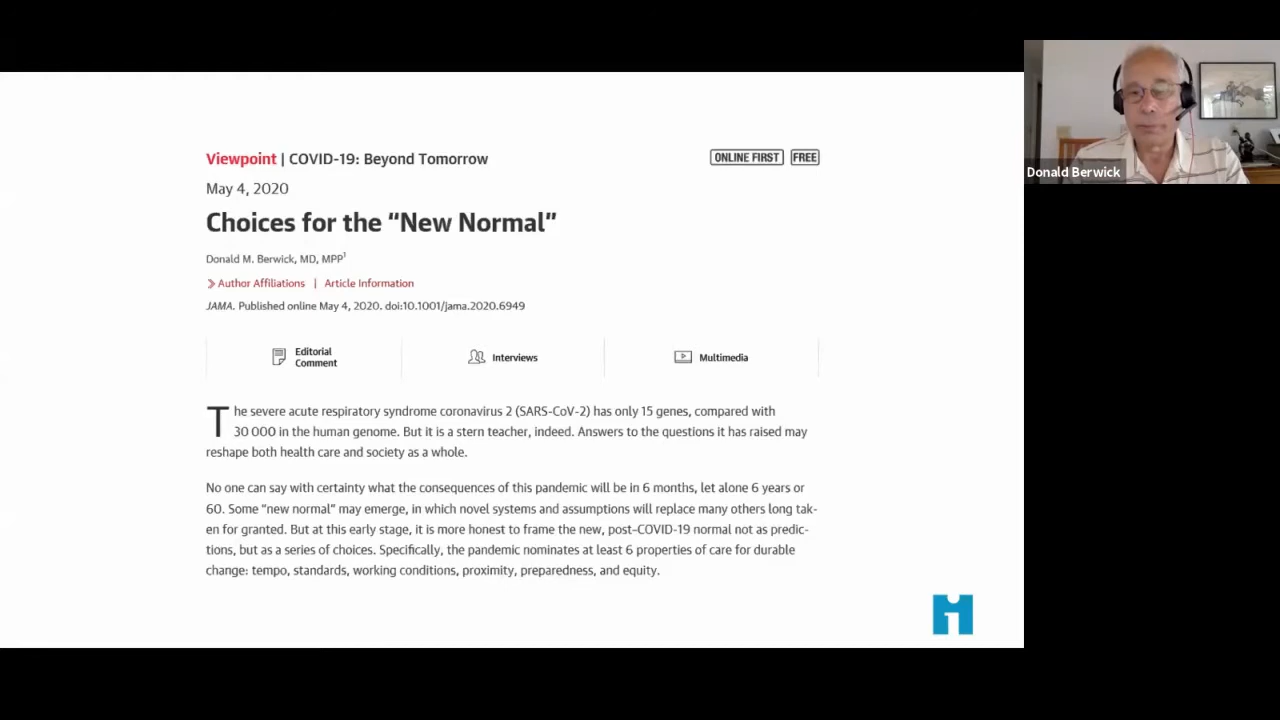 Viewpoint | COVID-19: Beyond Tomorrow
ONLINE FIRST FREE
May 4, 2020
Choices for the “New Normal”
Donald M. Berwick, MD, MPP1
Author Affiliations | Article Information
JAMA. Published online May 4, 2020. doi:10.1001/jama.2020.6949
Editorial
Comment
Interviews
Multimedia
The severe acute respiratory syndrome coronavirus 2 (SARS-CoV-2) has only 15 genes, compared with
30 000 in the human genome. But it is a stern teacher, indeed. Answers to the questions it has raised may
reshape both health care and society as a whole.
No one can say with certainty what the consequences of this pandemic will be in 6 months, let alone 6 years or
60. Some “new normal” may emerge, in which novel systems and assumptions will replace many others long tak-
en for granted. But at this early stage, it is more honest to frame the new, post–COVID-19 normal not as predic-
tions, but as a series of choices. Specifically, the pandemic nominates at least 6 properties of care for durable
change: tempo, standards, working conditions, proximity, preparedness, and equity.
Donald Berwick